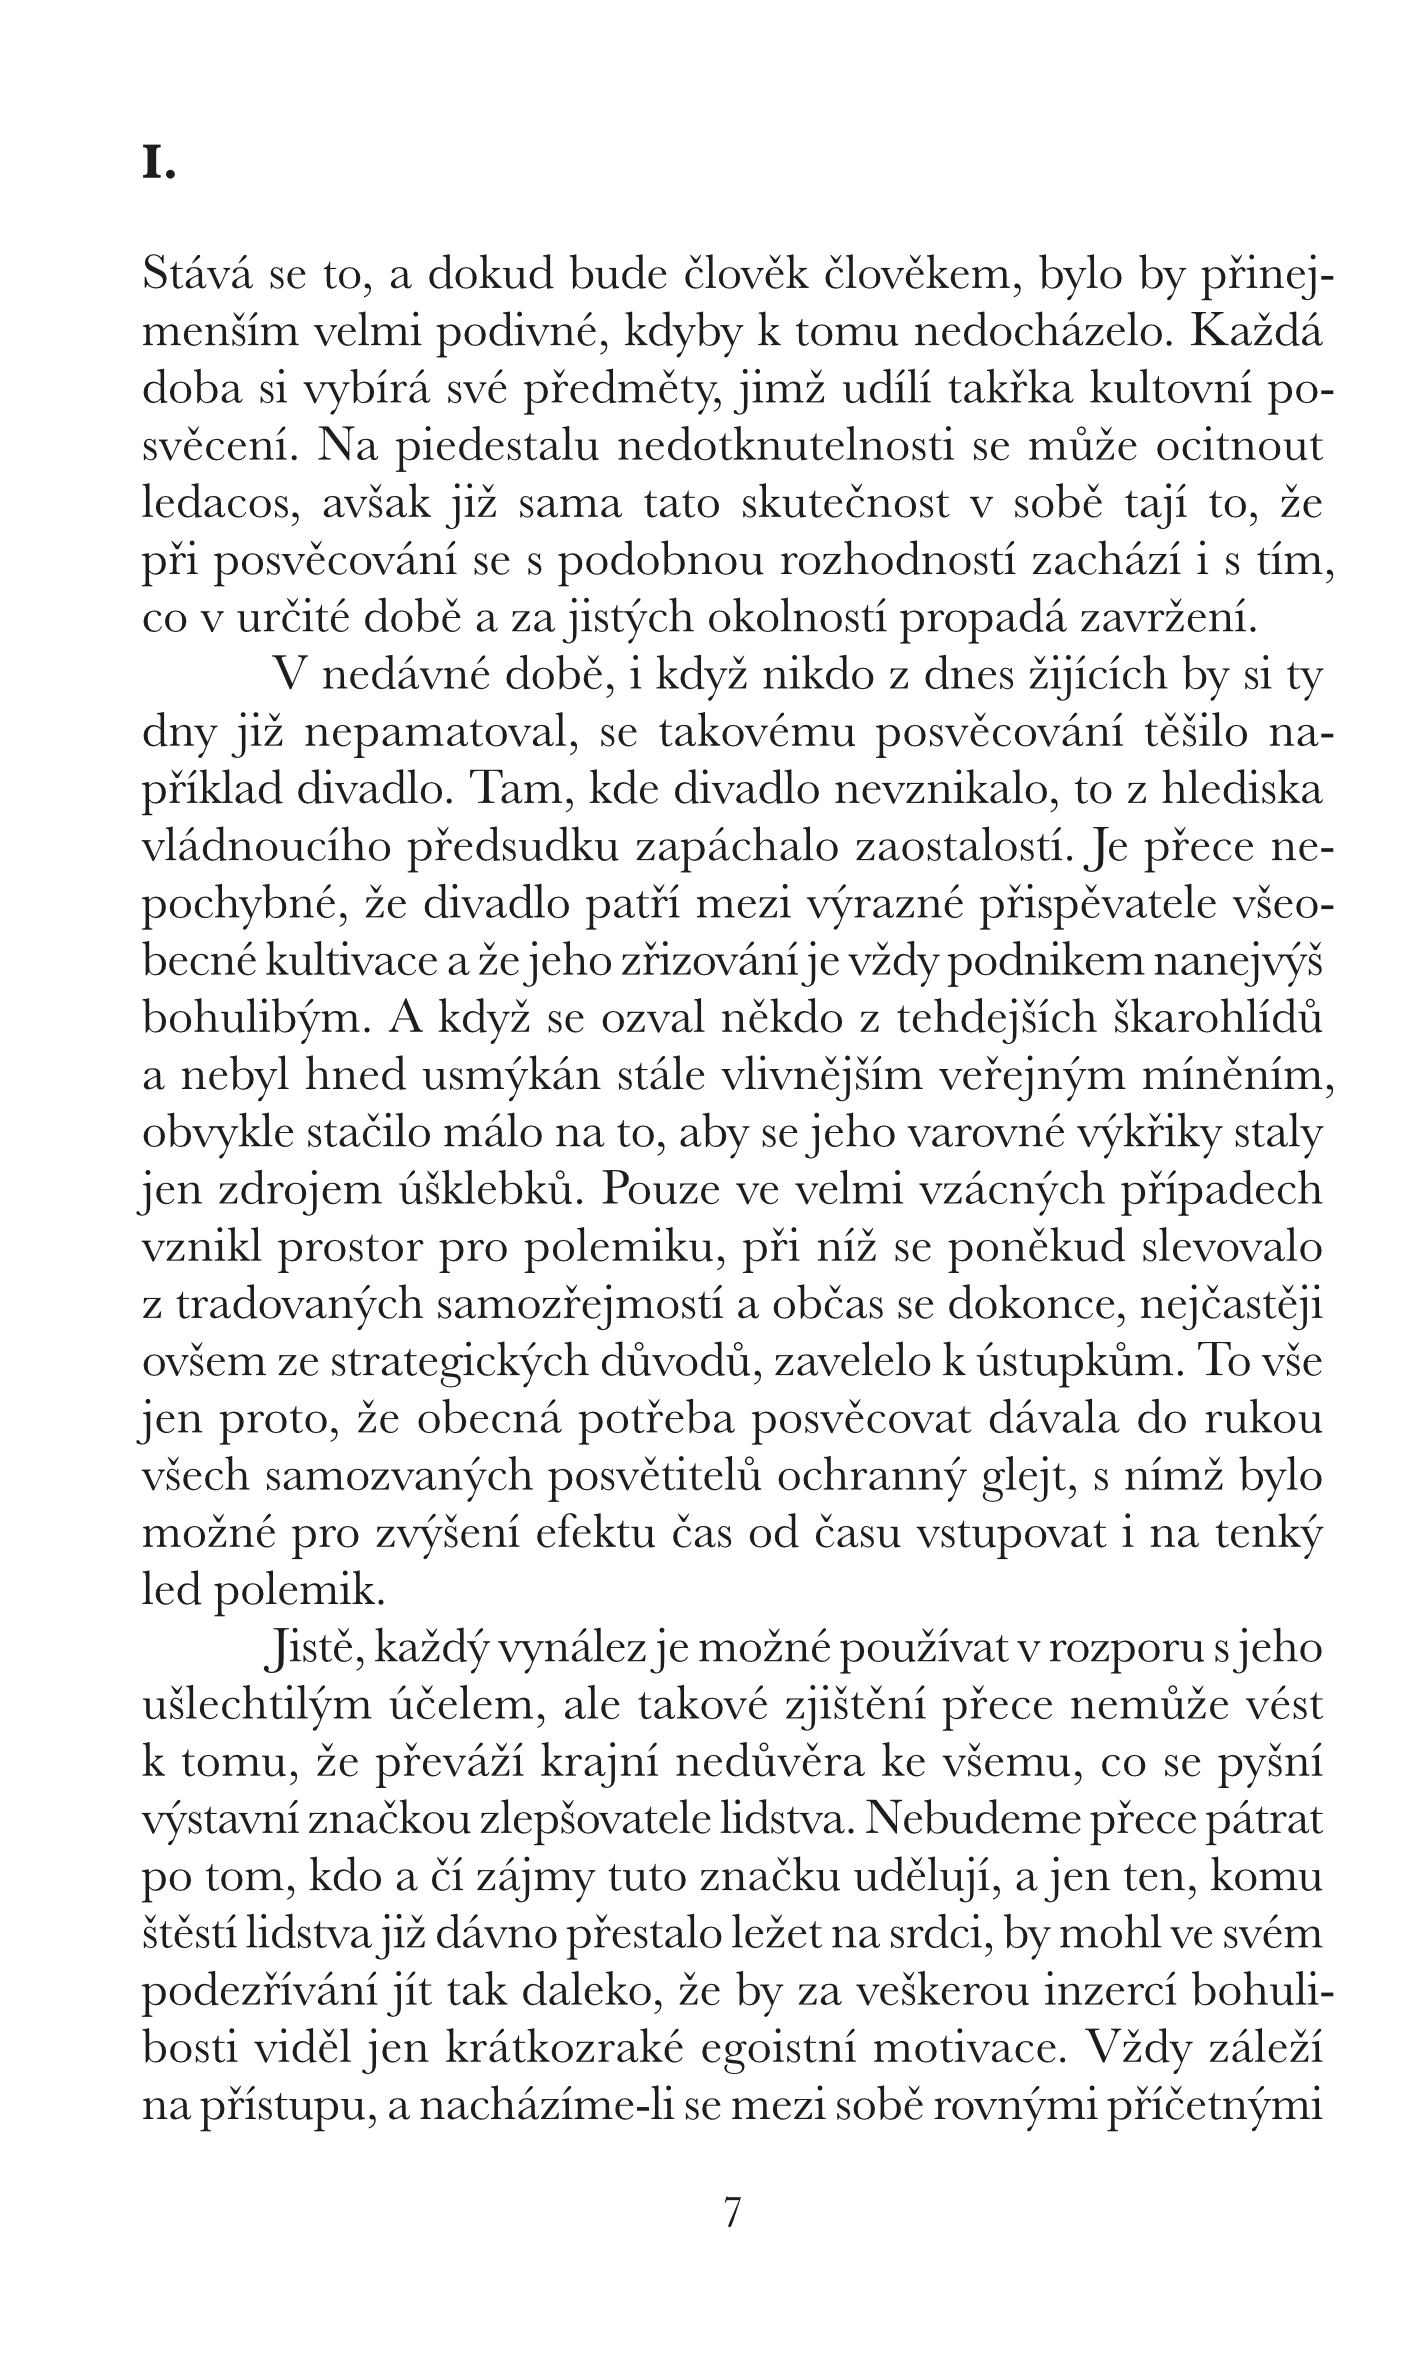 I.
Stává se to, a dokud bude člověk člověkem, bylo by přinej-
menším velmi podivné, kdyby k tomu nedocházelo. Každá
doba si vybírá své předměty, jimž udílí takřka kultovní po-
svěcení. Na piedestalu nedotknutelnosti se může ocitnout
ledacos, avšak již sama tato skutečnost v sobě tají to, že
při posvěcování se s podobnou rozhodností zachází i s tím,
co v určité době a za jistých okolností propadá zavržení.
V nedávné době, i když nikdo z dnes žijících by si ty
dny již nepamatoval, se takovému posvěcování těšilo na-
příklad divadlo. Tam, kde divadlo nevznikalo, to z hlediska
vládnoucího předsudku zapáchalo zaostalostí. Je přece ne-
pochybné, že divadlo patří mezi výrazné přispěvatele všeo-
becné kultivace a že jeho zřizování je vždy podnikem nanejvýš
bohulibým. A když se ozval někdo z tehdejších škarohlídů
a nebyl hned usmýkán stále vlivnějším veřejným míněním,
obvykle stačilo málo na to, aby se jeho varovné výkřiky staly
jen zdrojem úšklebků. Pouze ve velmi vzácných případech
vznikl prostor pro polemiku, při níž se poněkud slevovalo
z tradovaných samozřejmostí a občas se dokonce, nejčastěji
ovšem ze strategických důvodů, zavelelo k ústupkům. To vše
jen proto, že obecná potřeba posvěcovat dávala do rukou
všech samozvaných posvětitelů ochranný glejt, s nímž bylo
možné pro zvýšení efektu čas od času vstupovat i na tenký
led polemik.
Jistě, každý vynález je možné používat v rozporu s jeho
ušlechtilým účelem, ale takové zjištění přece nemůže vést
k tomu, že převáží krajní nedůvěra ke všemu, co se pyšní
výstavní značkou zlepšovatele lidstva. Nebudeme přece pátrat
po tom, kdo a čí zájmy tuto značku udělují, a jen ten, komu
štěstí lidstva již dávno přestalo ležet na srdci, by mohl ve svém
podezřívání jít tak daleko, že by za veškerou inzercí bohuli-
bosti viděl jen krátkozraké egoistní motivace. Vždy záleží
na přístupu, a nacházíme-li se mezi sobě rovnými příčetnými
7